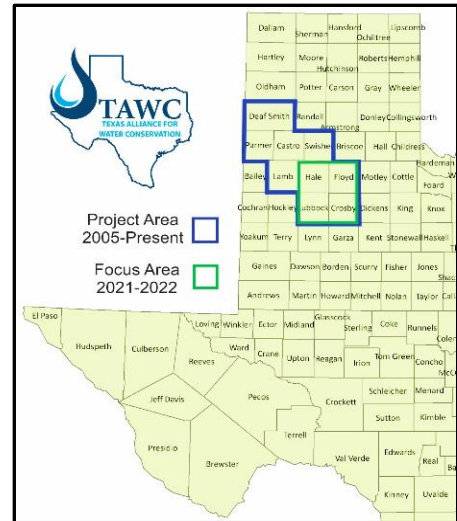 TAWC
TEXAS ALLIANCE FOR
WATER CONSERVATION
Project Area
2005-Present
Focus Area
2021-2022
Dallam Sherman Hansford Ochiltree Lipscomb
Hartley Moore Hutchinson Roberts Hemphill
Oldham Potter Carson Gray Wheeler
Deaf Smith Randall Armstrong Donley Collingsworth
Parmer Castro Swisher Briscoe Hall Childress
Hardeman
Bailey Lamb Hale Floyd Motley Cottle
Foard
Cochran Hockley Lubbock Crosby Dickens King Knox
Yoakum Terry Lynn Garza Kent Stonewall Haskell
Gaines Dawson Borden Scurry Fisher Jones
Andrews Martin Howard Mitchell Nolan Taylor
El Paso Hudspeth Culberson Reeves Loving Winkler Ector Midland Glasscock Sterling Coke Runnels
Ward Crane Upton Reagan Irion Tom Green Concho
Jeff Davis Pecos Crockett Schleicher Menard
Sutton Kimble
Presidio Brewster Terrell Val Verde Edwards Real
Kinney Uvalde